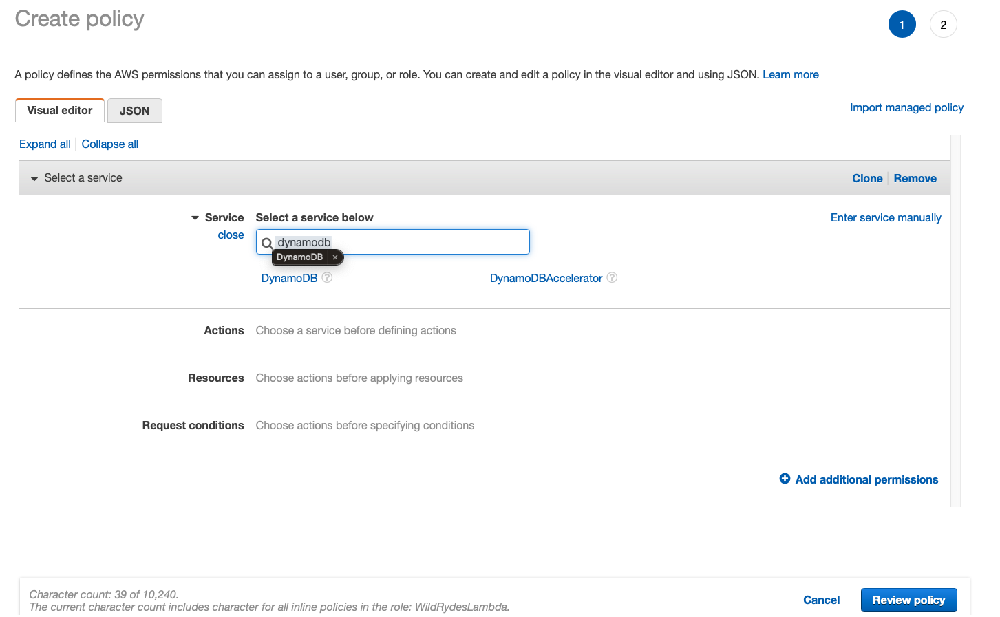 Create policy
1 2
A policy defines the AWS permissions that you can assign to a user, group, or role. You can create and edit a policy in the visual editor and using JSON. Learn more
Visual editor JSON Import managed policy
Expand all Collapse all
Select a service Clone Remove
Service Select a service below Enter service manually
close
dynamodb
DynamoDB ×
DynamoDB ? DynamoDBAccelerator ?
Actions Choose a service before defining actions
Resources Choose actions before applying resources
Request conditions Choose actions before specifying conditions
Add additional permissions
Character count: 39 of 10,240.
The current character count includes character for all inline policies in the role: WildRydesLambda.
Cancel Review policy